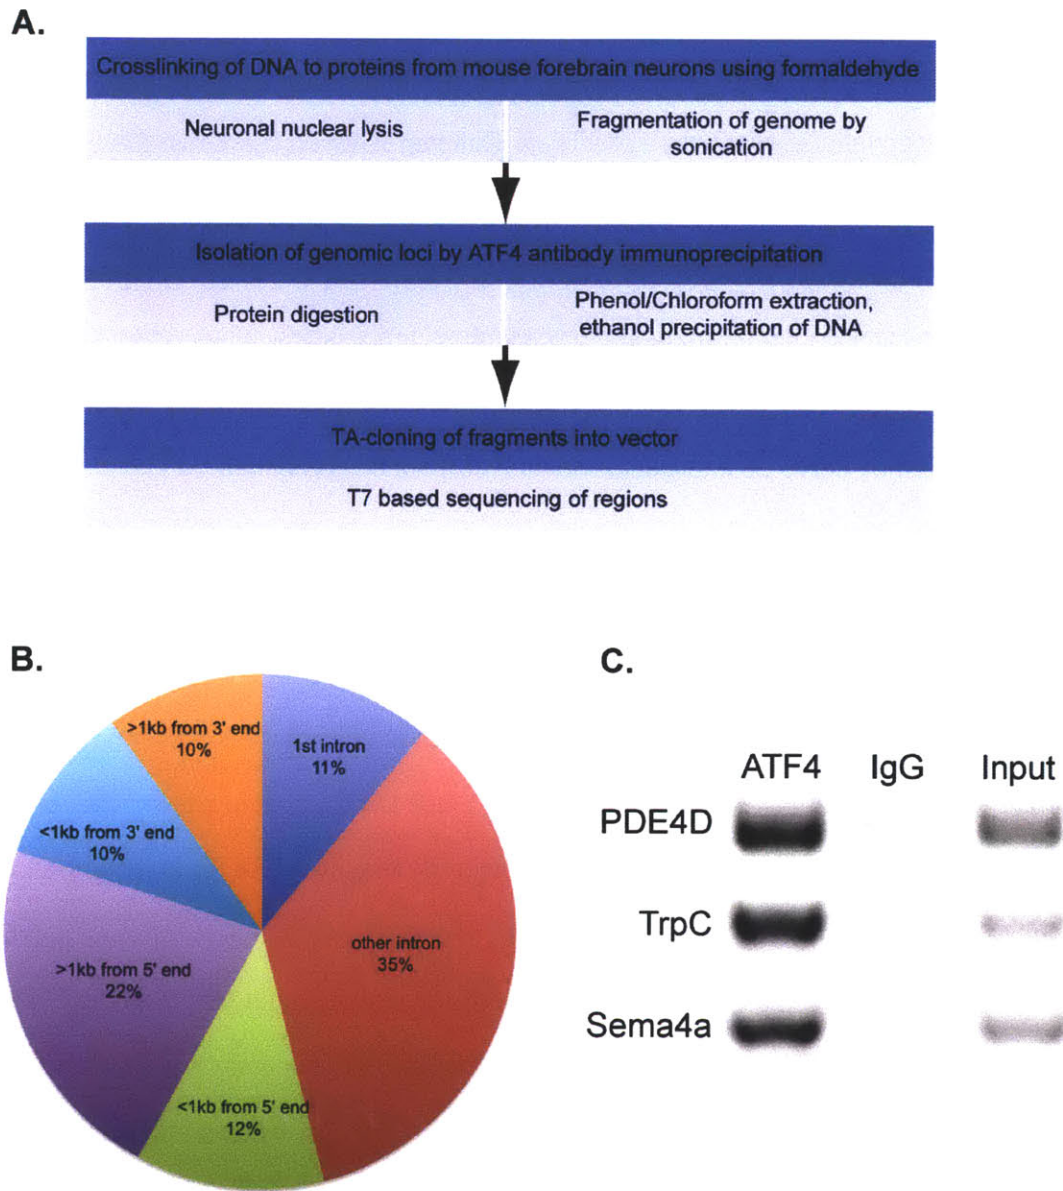 A.
Crosslinking of DNA to proteins from mouse forebrain neurons using formaldehyde
Neuronal nuclear lysis
Fragmentation of genome by
sonication
Isolation of genomic loci by ATF4 antibody immunoprecipitation
Protein digestion
Phenol/Chloroform extraction,
ethanol precipitation of DNA
TA-cloning of fragments into vector
T7 based sequencing of regions
B.
>1kb from 3' end
10%
1st intron
11%
<1kb from 3' end
10%
other intron
35%
>1kb from 5' end
22%
<1kb from 5' end
12%
C.
ATF4 IgG Input
PDE4D
TrpC
Sema4a